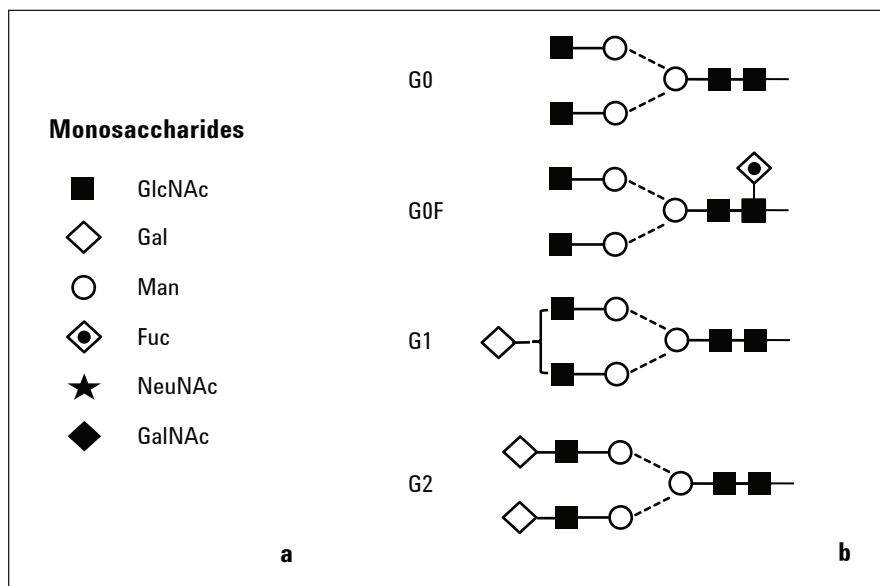 Monosaccharides
GlcNAc
Gal
Man
Fuc
NeuNAc
GalNAc
a
G0
G0F
G1
G2
b